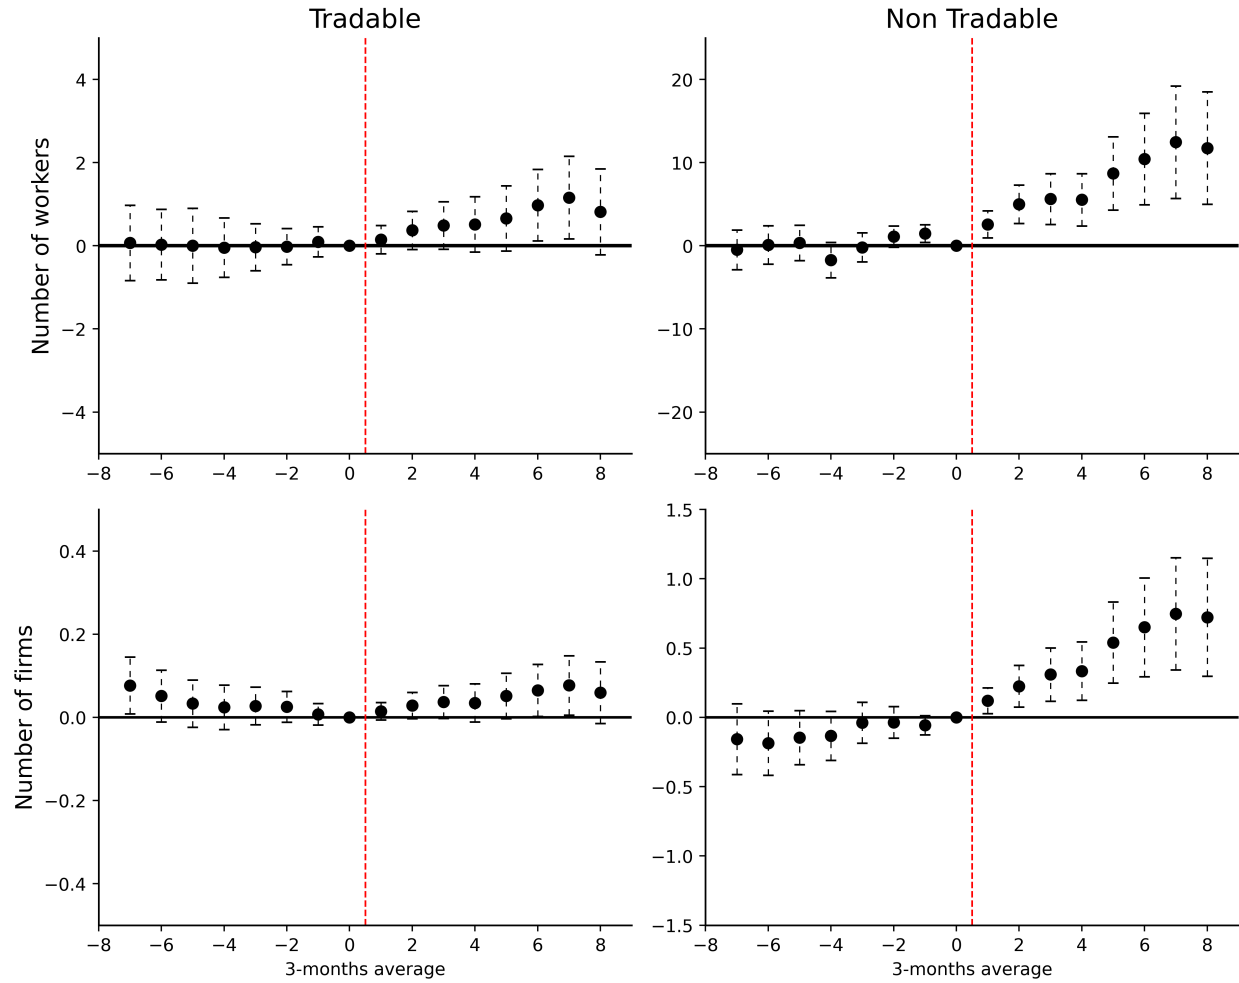 Tradable
Non Tradable
Number of workers
4
2
0
−2
−4
−8 −6 −4 −2 0 2 4 6 8
20
10
0
−10
−20
−8 −6 −4 −2 0 2 4 6 8
Number of firms
0.4
0.2
0.0
−0.2
−0.4
−8 −6 −4 −2 0 2 4 6 8
3-months average
1.5
1.0
0.5
0.0
−0.5
−1.0
−1.5
−8 −6 −4 −2 0 2 4 6 8
3-months average